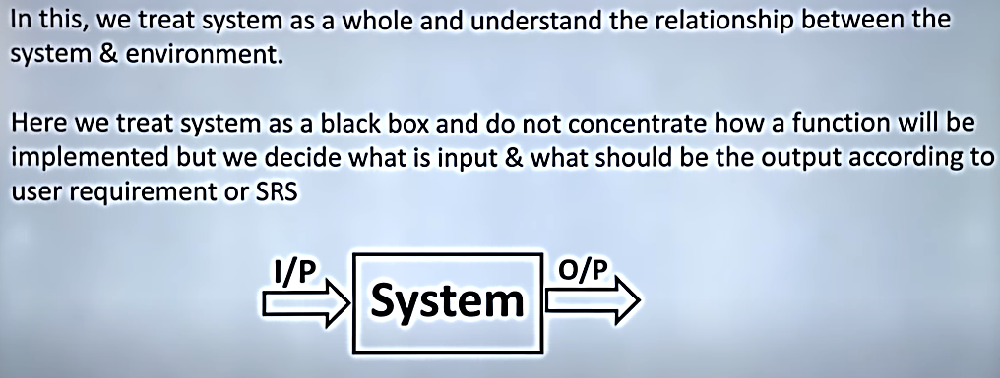 In this, we treat system as a whole and understand the relationship between the
system & environment.
Here we treat system as a black box and do not concentrate how a function will be
implemented but we decide what is input & what should be the output according to
user requirement or SRS
I/P
O/P
System